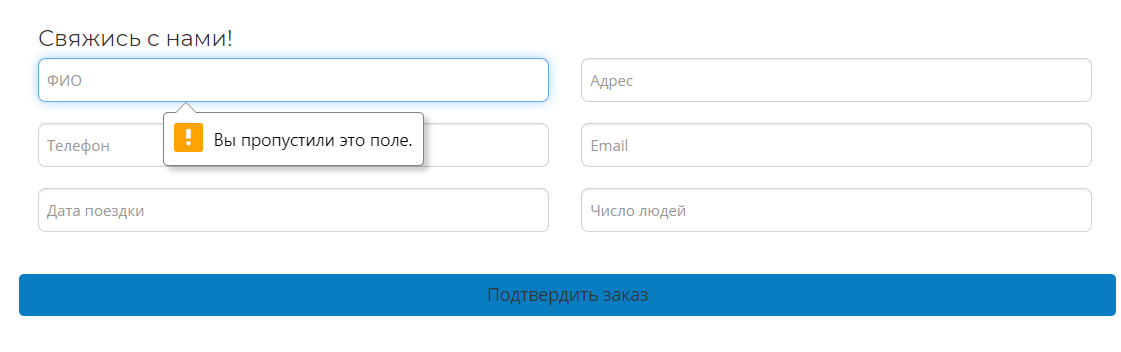 Свяжись с нами!
ФИО
Адрес
Вы пропустили это поле.
Телефон
Email
Дата поездки
Число людей
Подтвердить заказ